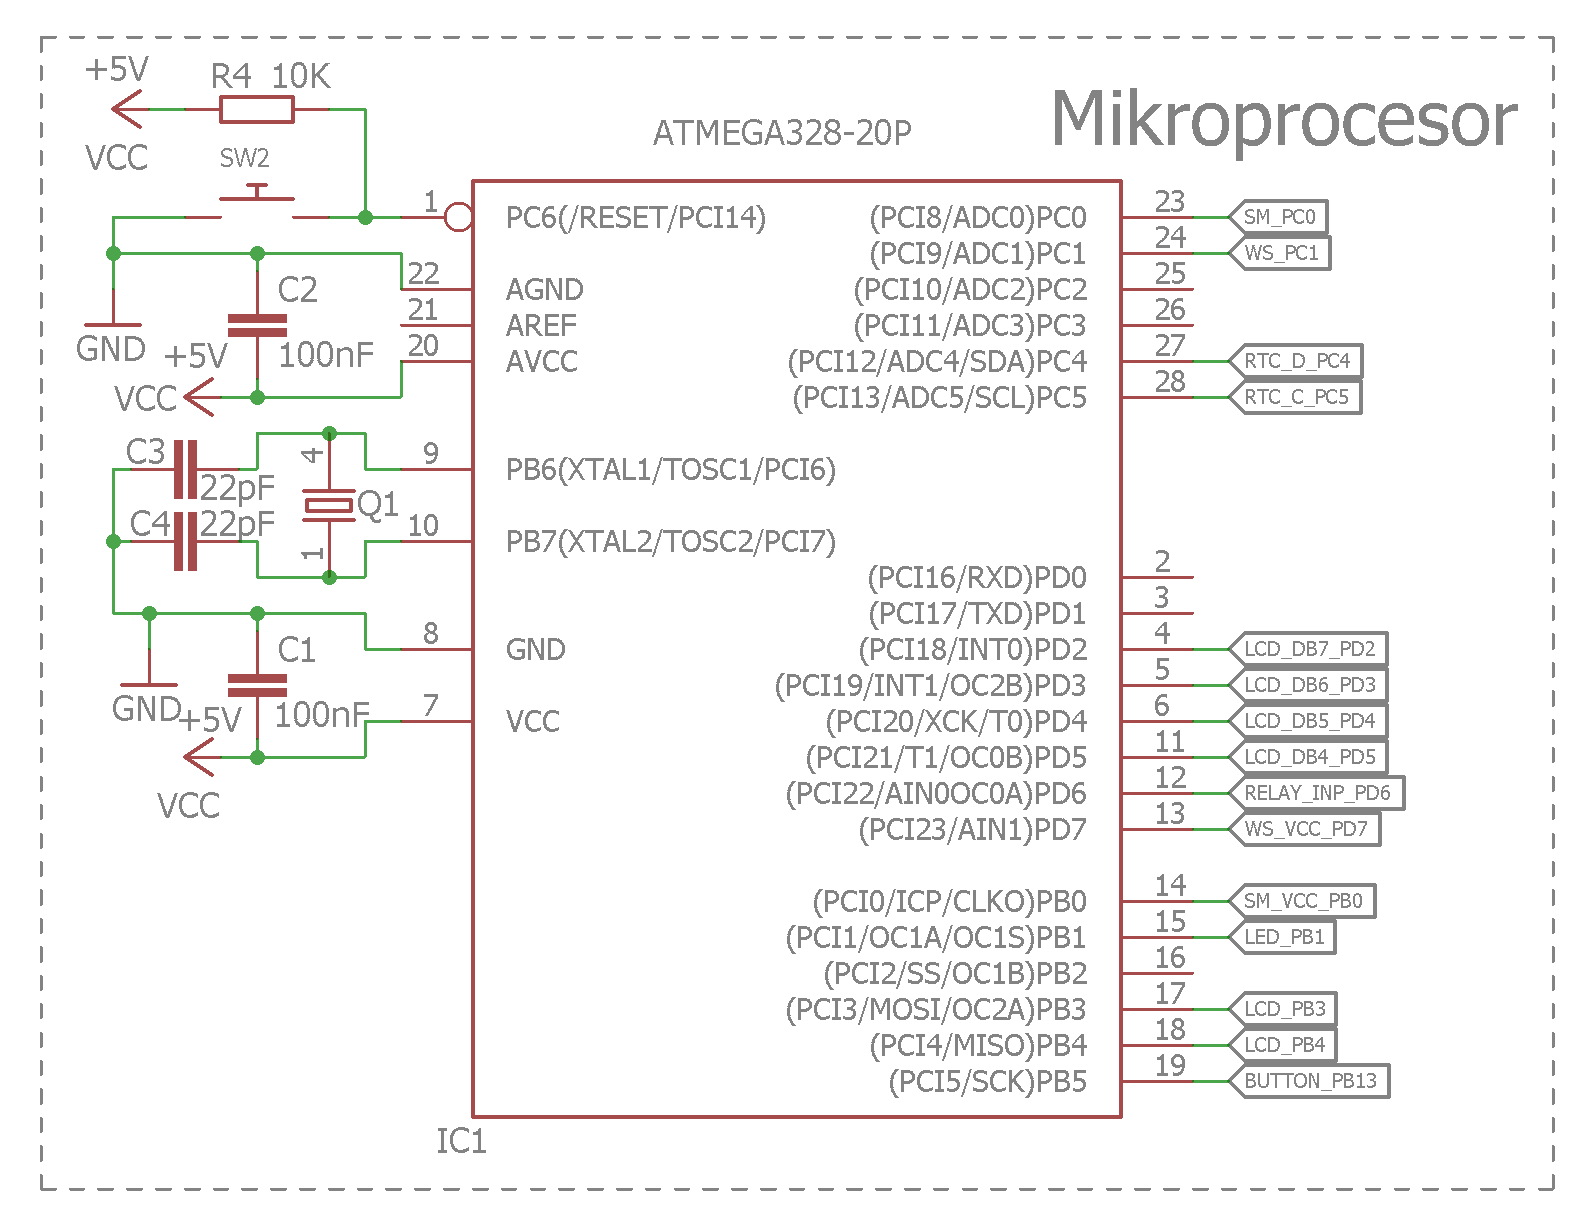 +5V
R4 10K
VCC
SW2
ATMEGA328-20P
Mikroprocesor
1 PC6(/RESET/PCI14)
22 AGND
21 AREF
20 AVCC
C2
100nF
GND
+5V
VCC
C3
22pF
C4
22pF
4
Q1
1
9 PB6(XTAL1/TOSC1/PCI6)
10 PB7(XTAL2/TOSC2/PCI7)
8 GND
7 VCC
C1
100nF
GND
+5V
VCC
(PCI8/ADC0)PC0 23 SM_PC0
(PCI9/ADC1)PC1 24 WS_PC1
(PCI10/ADC2)PC2 25
(PCI11/ADC3)PC3 26
(PCI12/ADC4/SDA)PC4 27 RTC_D_PC4
(PCI13/ADC5/SCL)PC5 28 RTC_C_PC5
(PCI16/RXD)PD0 2
(PCI17/TXD)PD1 3
(PCI18/INT0)PD2 4 LCD_DB7_PD2
(PCI19/INT1/OC2B)PD3 5 LCD_DB6_PD3
(PCI20/XCK/T0)PD4 6 LCD_DB5_PD4
(PCI21/T1/OC0B)PD5 11 LCD_DB4_PD5
(PCI22/AIN0OC0A)PD6 12 RELAY_INP_PD6
(PCI23/AIN1)PD7 13 WS_VCC_PD7
(PCI0/ICP/CLKO)PB0 14 SM_VCC_PB0
(PCI1/OC1A/OC1S)PB1 15 LED_PB1
(PCI2/SS/OC1B)PB2 16
(PCI3/MOSI/OC2A)PB3 17 LCD_PB3
(PCI4/MISO)PB4 18 LCD_PB4
(PCI5/SCK)PB5 19 BUTTON_PB13
IC1